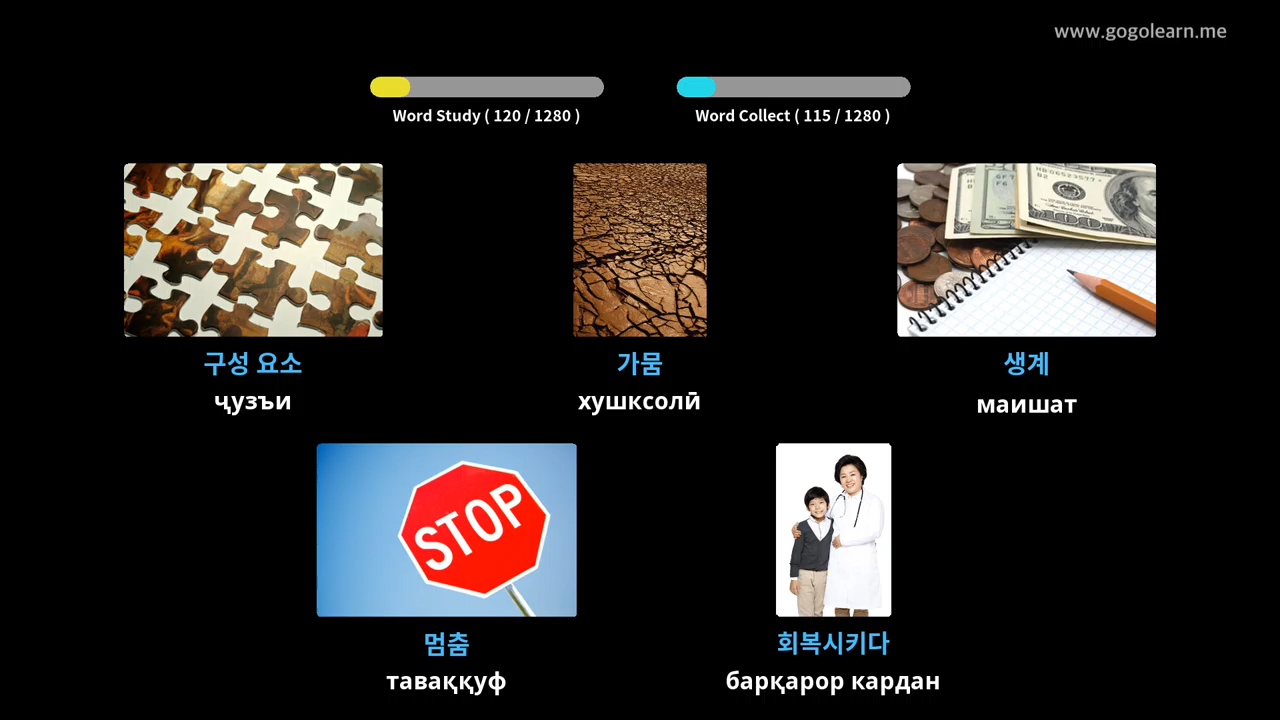 www.gogolearn.me
Word Study ( 120 / 1280 )
Word Collect ( 115 / 1280 )
구성 요소
ҷузъи
가뭄
хушксолӣ
생계
маишат
STOP
멈춤
таваққуф
회복시키다
барқарор кардан